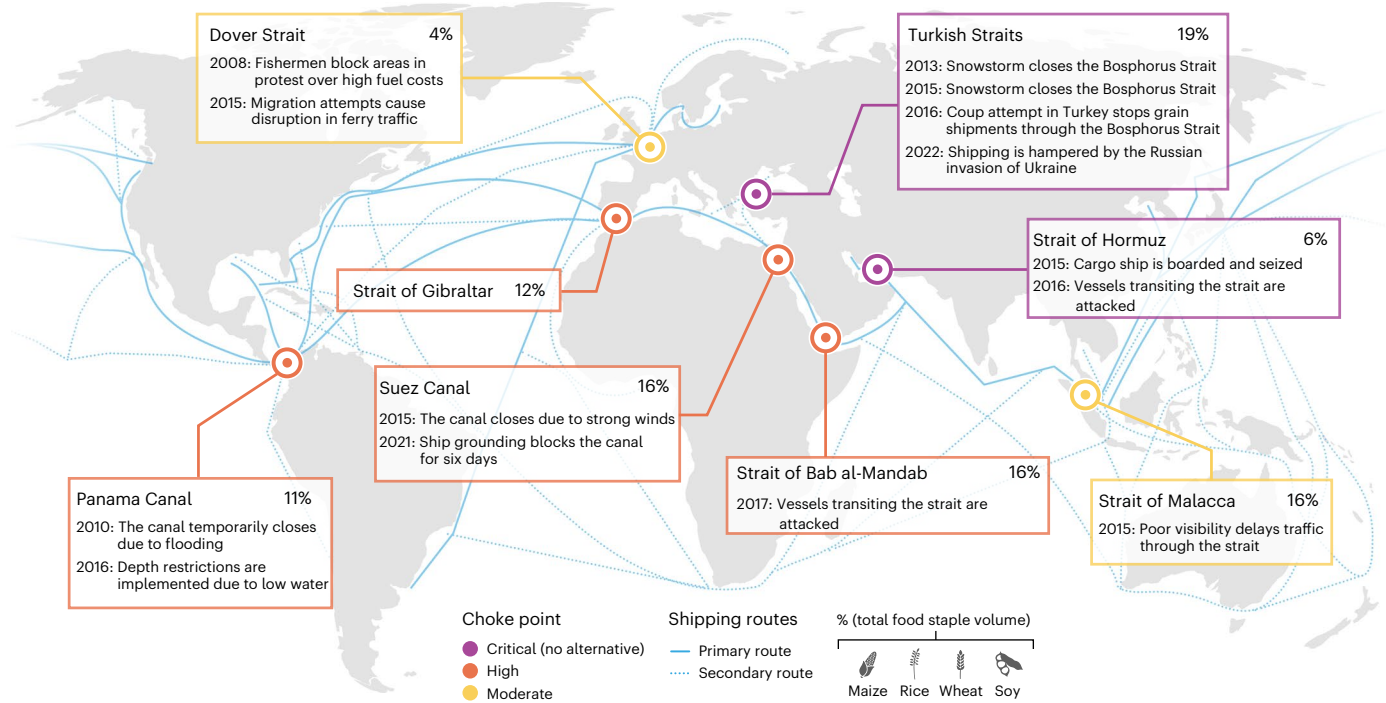 Dover Strait 4%
2008: Fishermen block areas in
protest over high fuel costs
2015: Migration attempts cause
disruption in ferry traffic
Turkish Straits 19%
2013: Snowstorm closes the Bosphorus Strait
2015: Snowstorm closes the Bosphorus Strait
2016: Coup attempt in Turkey stops grain
shipments through the Bosphorus Strait
2022: Shipping is hampered by the Russian
invasion of Ukraine
Strait of Hormuz 6%
2015: Cargo ship is boarded and seized
2016: Vessels transiting the strait are
attacked
Strait of Gibraltar 12%
Suez Canal 16%
2015: The canal closes due to strong winds
2021: Ship grounding blocks the canal
for six days
Strait of Bab al-Mandab 16%
2017: Vessels transiting the strait are
attacked
Panama Canal 11%
2010: The canal temporarily closes
due to flooding
2016: Depth restrictions are
implemented due to low water
Strait of Malacca 16%
2015: Poor visibility delays traffic
through the strait
Choke point
Critical (no alternative)
High
Moderate
Shipping routes
Primary route
Secondary route
% (total food staple volume)
Maize Rice Wheat Soy